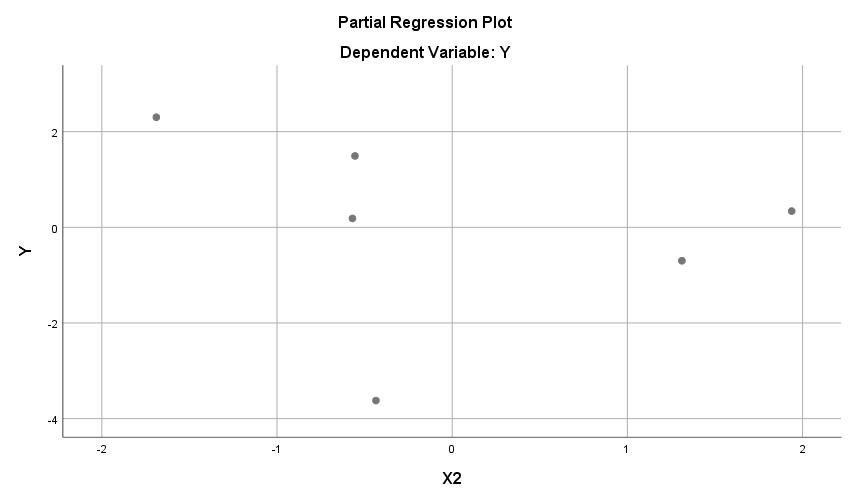 Partial Regression Plot
Dependent Variable: Y
2
0
-2
-4
Y
-2
-1
0
1
2
X2